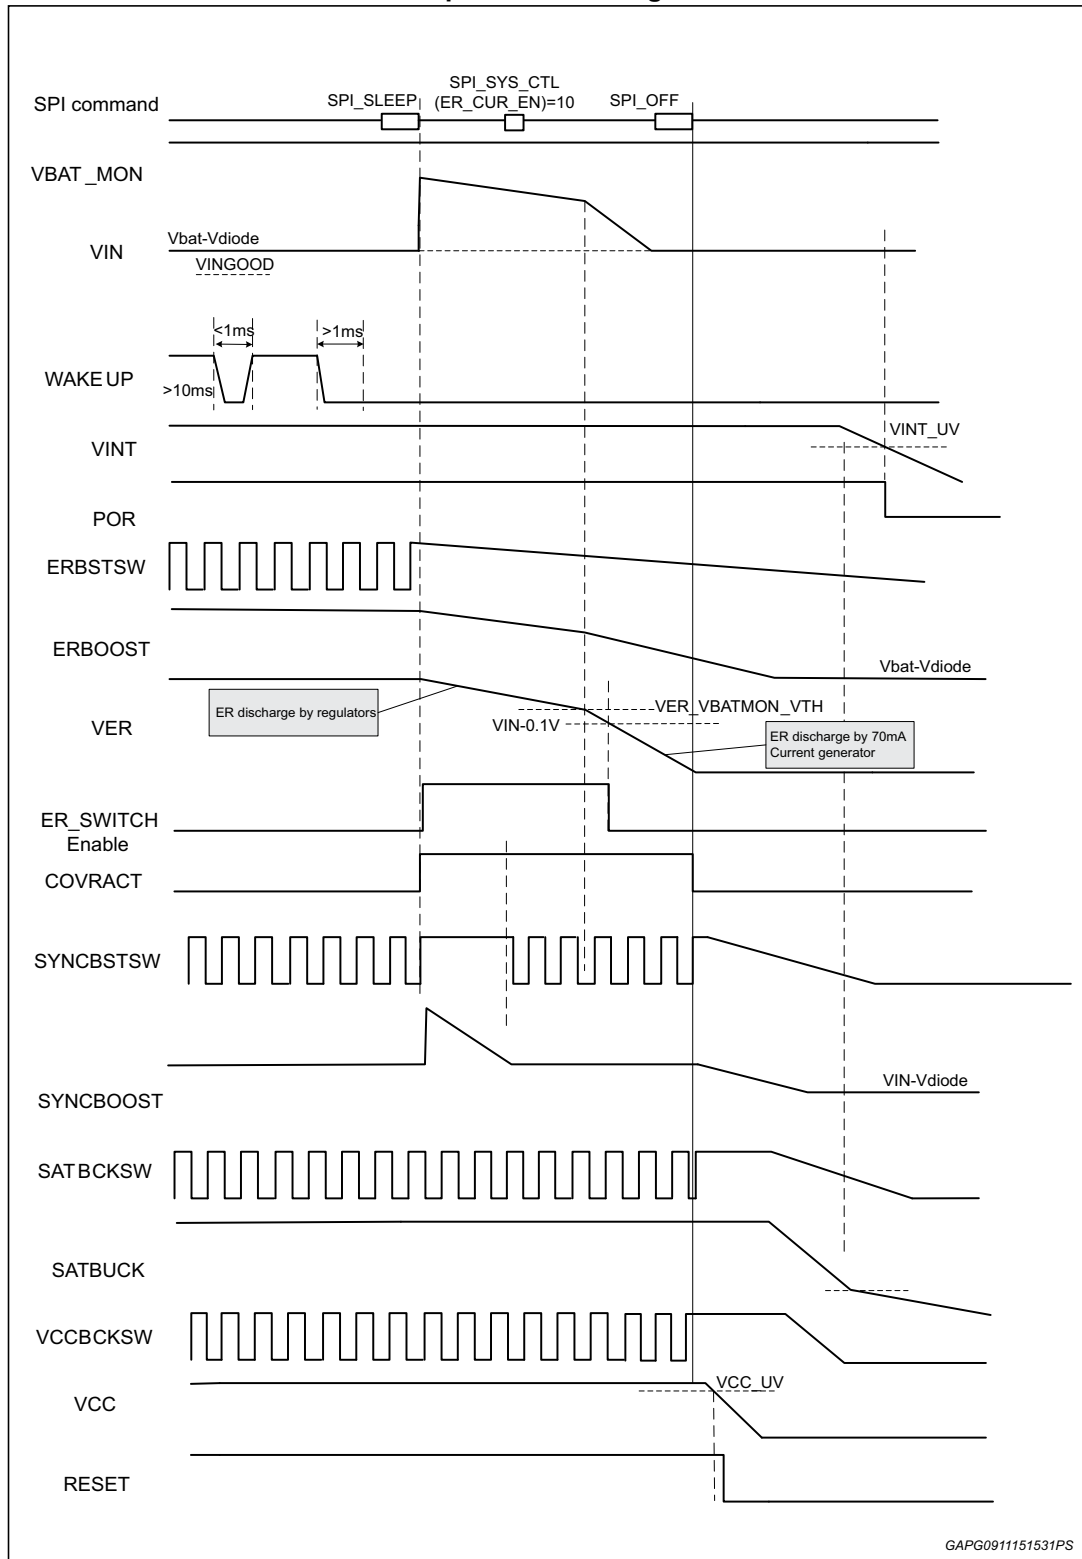 SPI command
SPI_SLEEP
SPI_SYS_CTL
(ER_CUR_EN)=10
SPI_OFF
VBAT _MON
VIN
Vbat-Vdiode
VINGOOD
<1ms
>1ms
WAKE UP
>10ms
VINT
VINT_UV
POR
ERBSTSW
ERBOOST
Vbat-Vdiode
VER
ER discharge by regulators
VER_VBATMON_VTH
VIN-0.1V
ER discharge by 70mA
Current generator
ER_SWITCH
Enable
COVRACT
SYNCBSTSW
SYNCBOOST
VIN-Vdiode
SATBCKSW
SATBUCK
VCCBCKSW
VCC
VCC_UV
RESET
GAPG0911151531PS